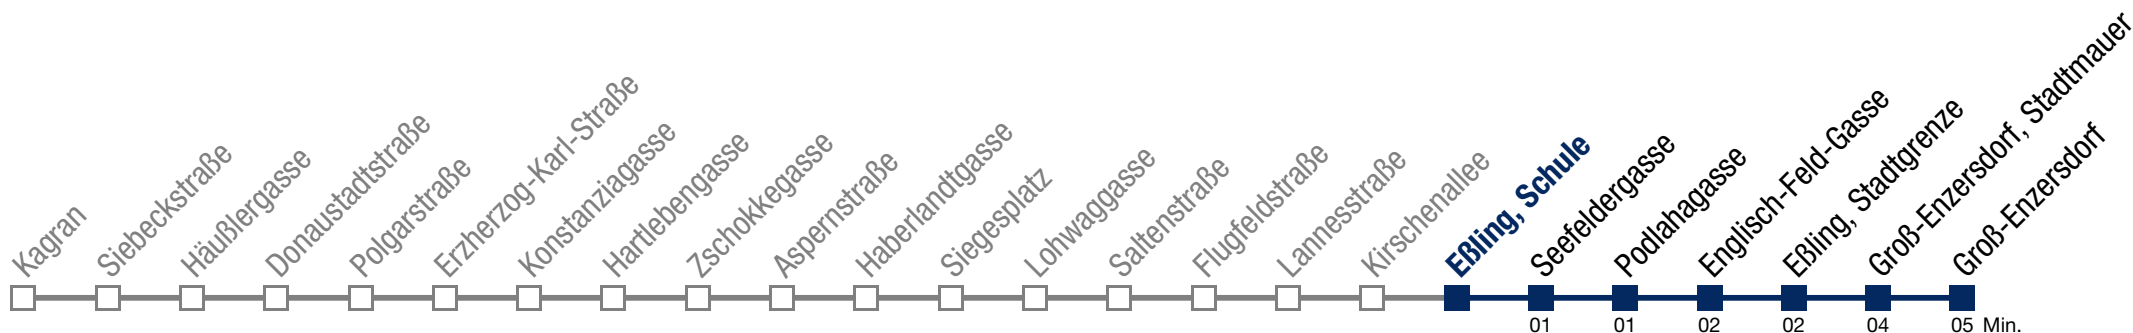 Kagran
Siebeckstraße
Häußlergasse
Donaustadtstraße
Polgarstraße
Erzherzog-Karl-Straße
Konstanziagasse
Hartlebengasse
Zschokkegasse
Aspernstraße
Haberlandtgasse
Siegesplatz
Lohwaggasse
Saltenstraße
Flugfeldstraße
Lannesstraße
Kirschenallee
Eßling, Schule
Seefeldergasse
Podlahagasse
Englisch-Feld-Gasse
Eßling, Stadtgrenze
Groß-Enzersdorf, Stadtmauer
Groß-Enzersdorf
01 01 02 02 04 05 Min.